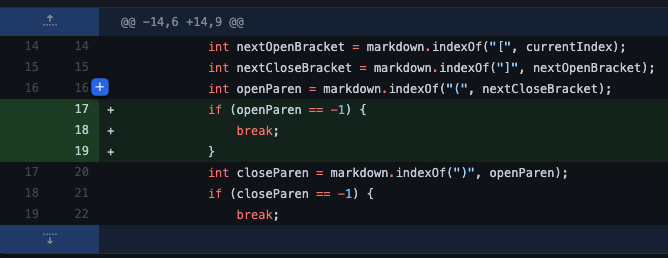 @@ -14,6 +14,9 @@
14 14 int nextOpenBracket = markdown.indexOf("[", currentIndex);
15 15 int nextCloseBracket = markdown.indexOf("]", nextOpenBracket);
16 16 + int openParen = markdown.indexOf("(", nextCloseBracket);
17 + if (openParen == -1) {
18 + break;
19 + }
17 20 int closeParen = markdown.indexOf(")", openParen);
18 21 if (closeParen == -1) {
19 22 break;